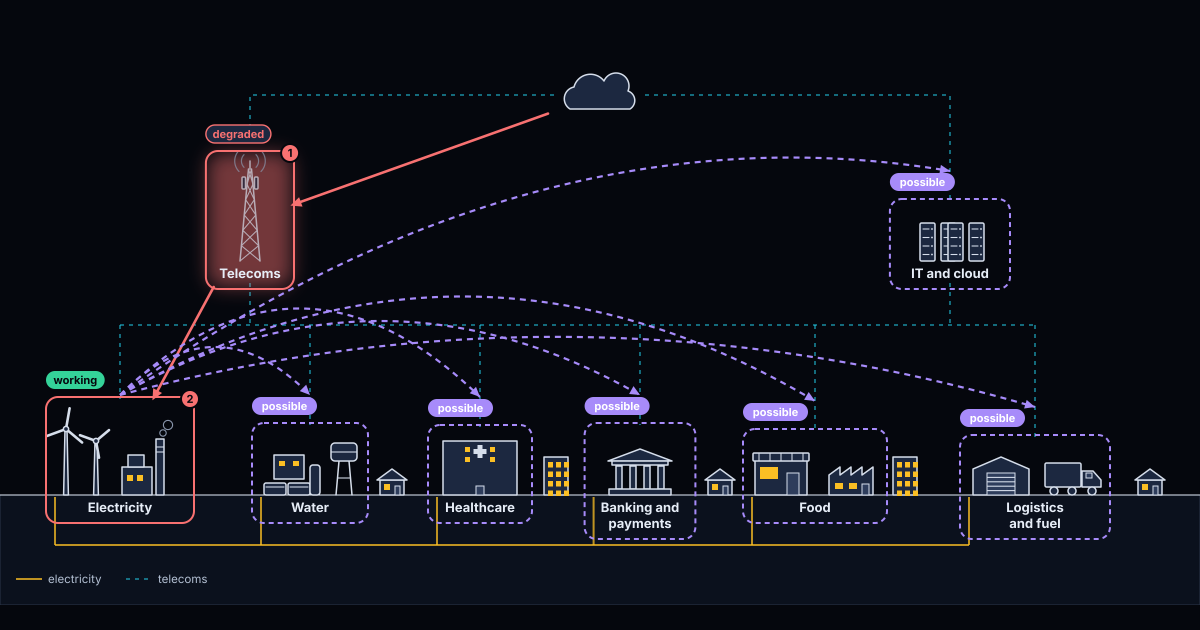 degraded
1
Telecoms
possible
IT and cloud
working
2
Electricity
possible
Water
possible
Healthcare
possible
Banking and
payments
possible
Food
possible
Logistics
and fuel
electricity
telecoms